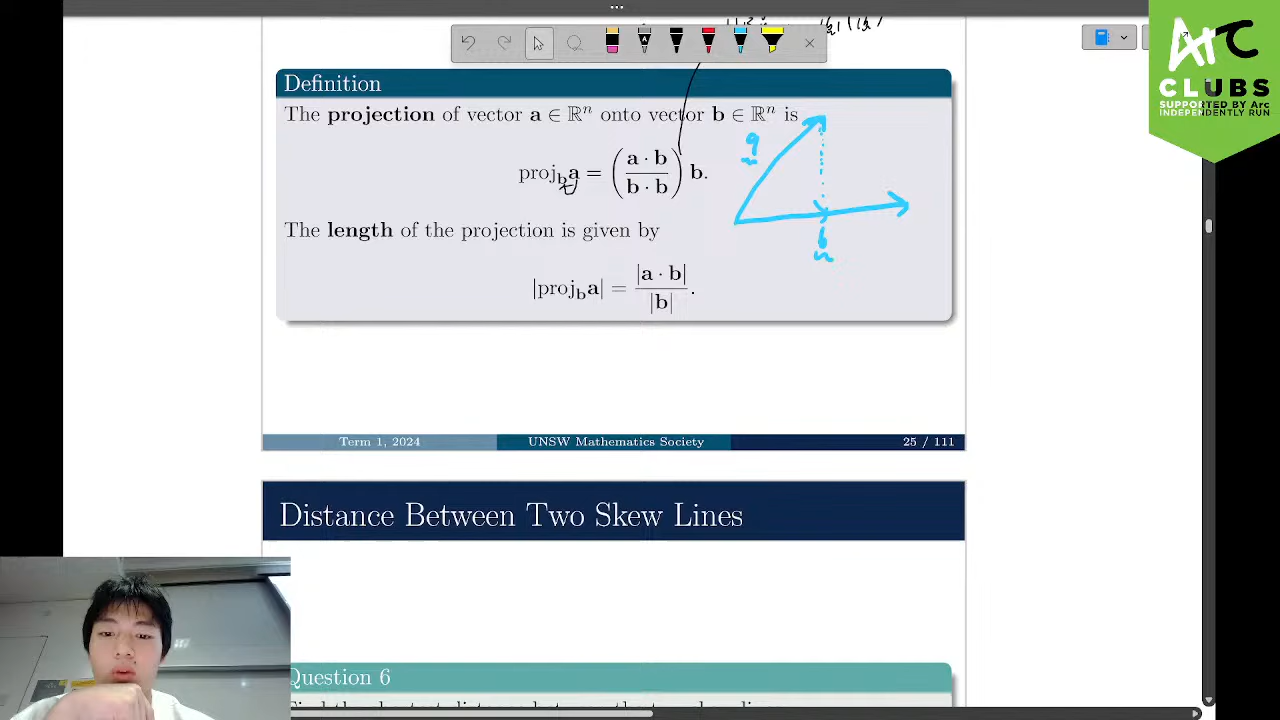 Definition
The projection of vector a ∈ ℝⁿ onto vector b ∈ ℝⁿ is
proj_b a = (a · b / b · b) b.
a
b
The length of the projection is given by
|proj_b a| = |a · b| / |b|.
Term 1, 2024 UNSW Mathematics Society 25 / 111
Distance Between Two Skew Lines
Question 6
ArC
CLUBS
SUPPORTED BY Arc
INDEPENDENTLY RUN